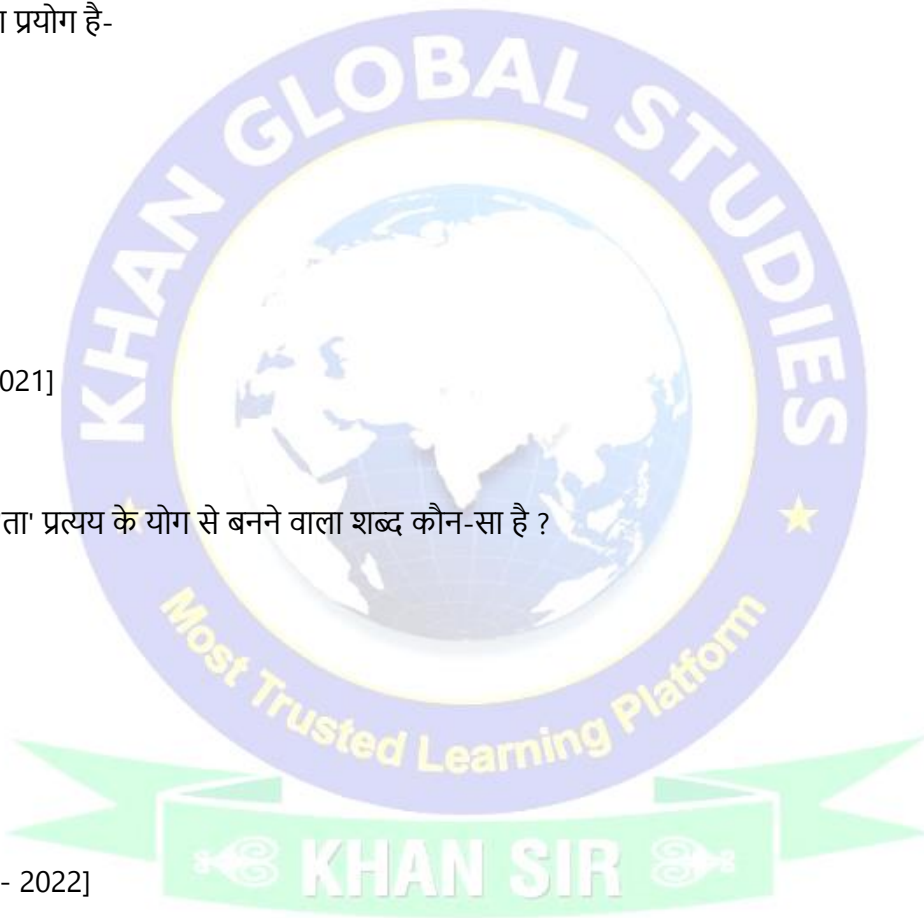 ा प्रयोग है-
KHAN GLOBAL STUDIES
021]
ता' प्रत्यय के योग से बनने वाला शब्द कौन-सा है ?
Most Trusted Learning Platform
KHAN SIR
- 2022]